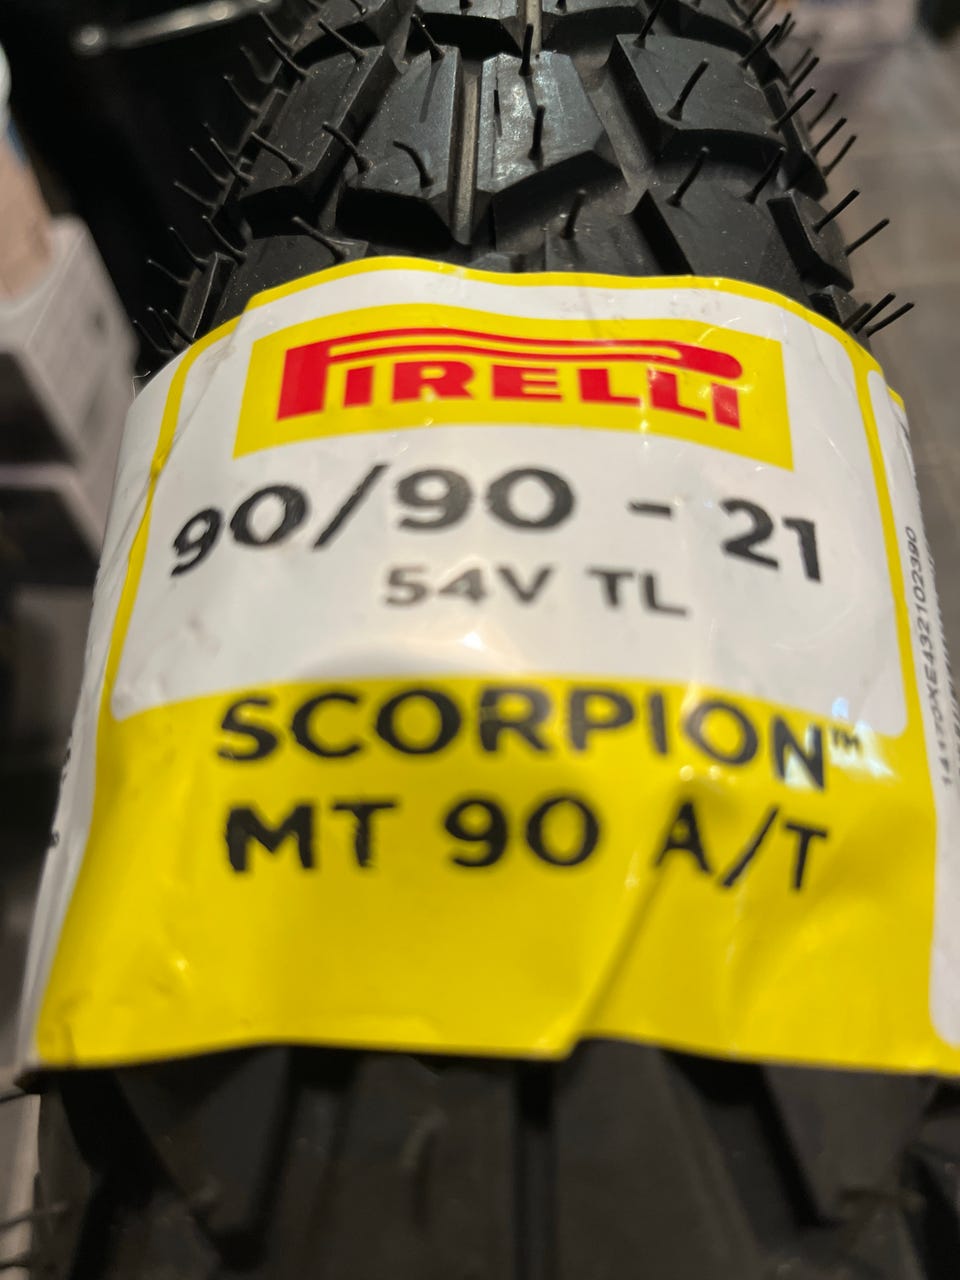 PIRELLI
90/90 - 21
54V TL
SCORPION™
MT 90 A/T